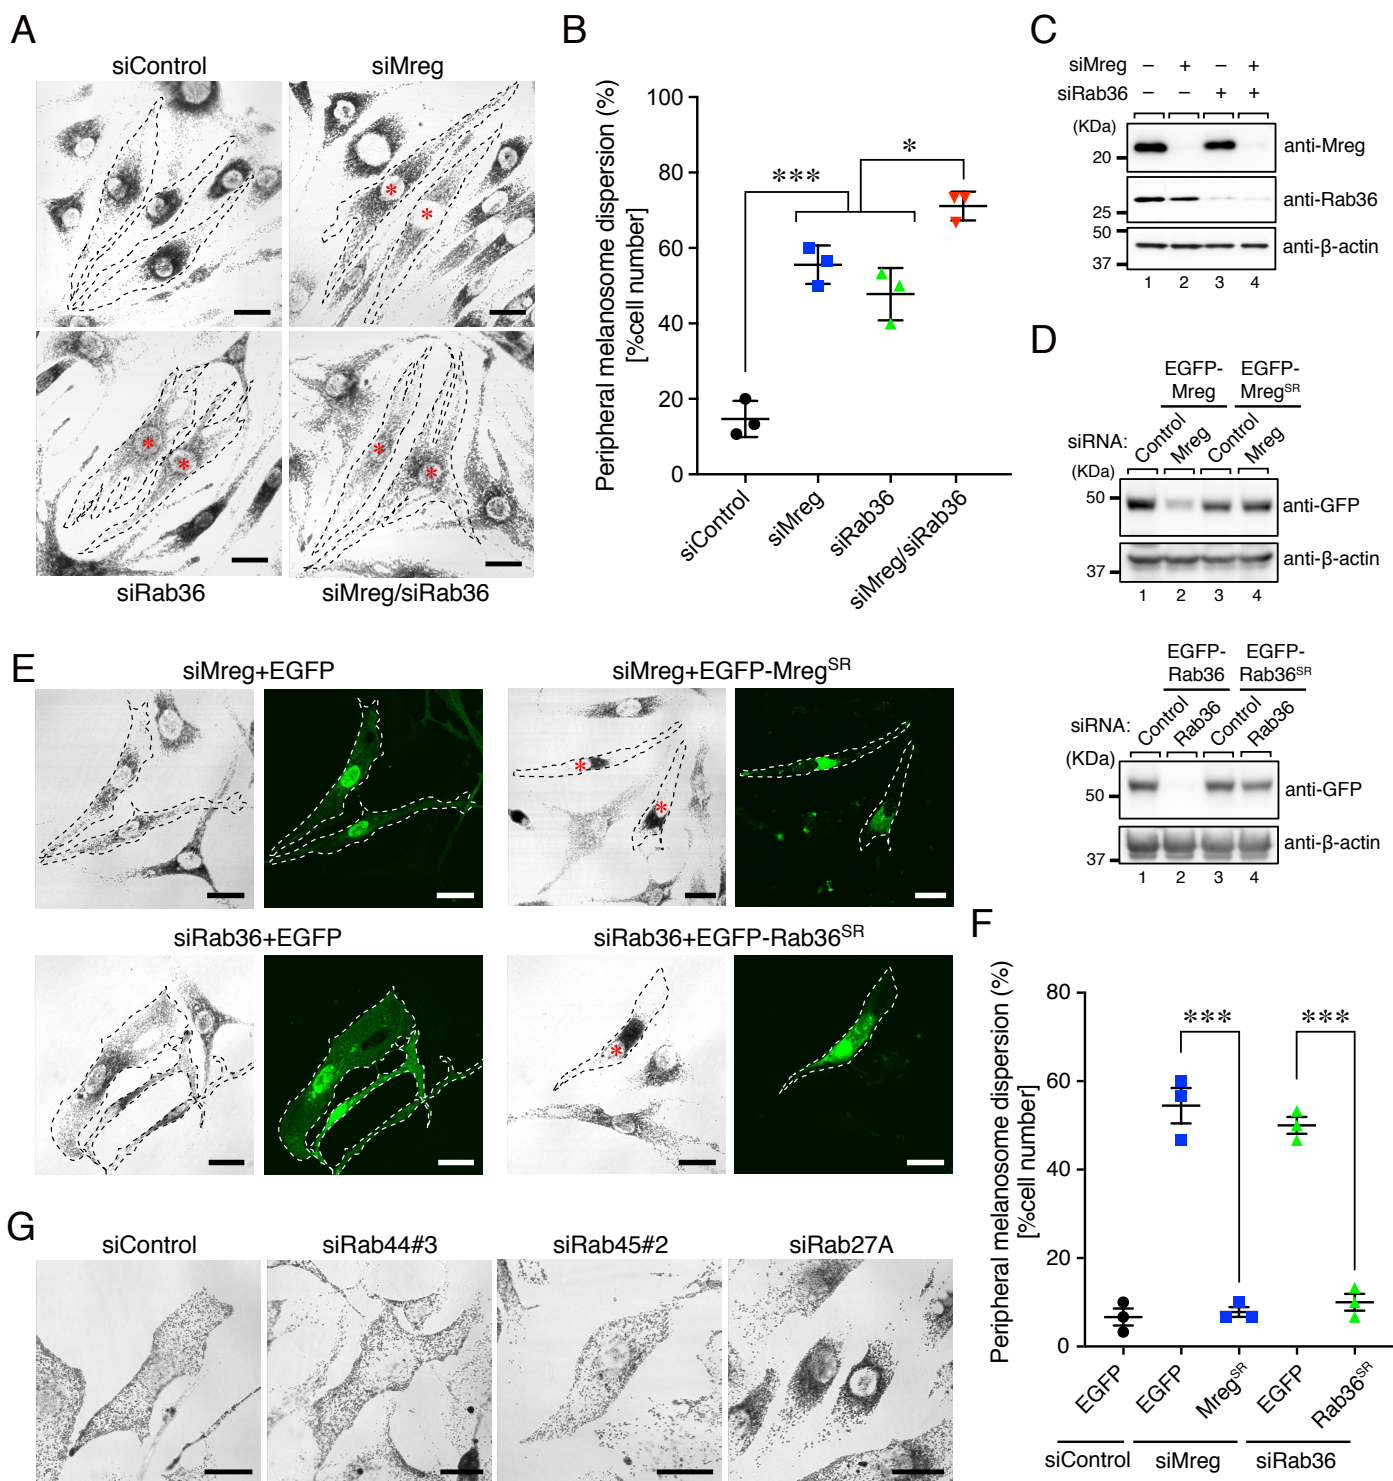 A
siControl
siMreg
*
*
*
*
*
*
siRab36
siMreg/siRab36
B
Peripheral melanosome dispersion (%)
[%cell number]
100
80
60
40
20
0
***
*
siControl
siMreg
siRab36
siMreg/siRab36
C
siMreg – + – +
siRab36 – – + +
(KDa)
20
anti-Mreg
25
anti-Rab36
50
37
anti-β-actin
1 2 3 4
D
EGFP-Mreg
EGFP-Mreg^SR
siRNA: Control Mreg Control Mreg
(KDa)
50
anti-GFP
37
anti-β-actin
1 2 3 4
EGFP-Rab36
EGFP-Rab36^SR
siRNA: Control Rab36 Control Rab36
(KDa)
50
anti-GFP
37
anti-β-actin
1 2 3 4
E
siMreg+EGFP
siMreg+EGFP-Mreg^SR
*
*
siRab36+EGFP
siRab36+EGFP-Rab36^SR
*
F
Peripheral melanosome dispersion (%)
[%cell number]
80
60
40
20
0
***
***
EGFP
EGFP
Mreg^SR
EGFP
Rab36^SR
siControl
siMreg
siRab36
G
siControl
siRab44#3
siRab45#2
siRab27A